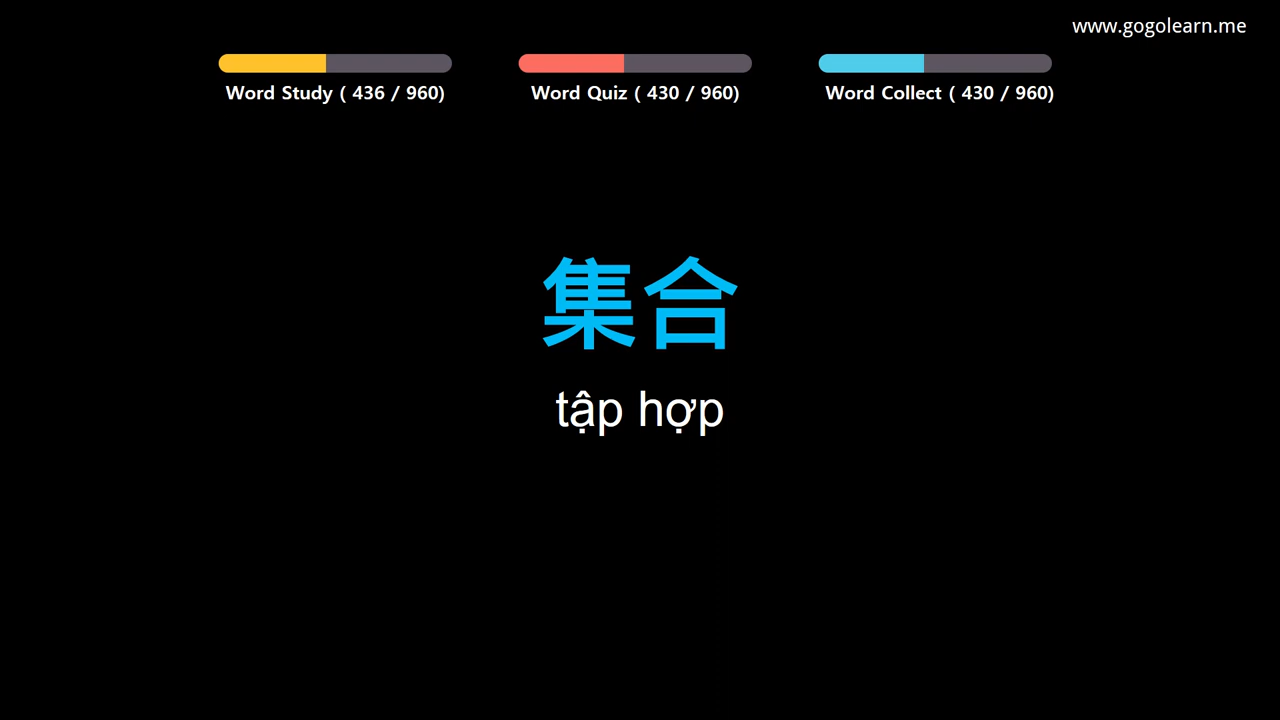 www.gogolearn.me
Word Study ( 436 / 960)
Word Quiz ( 430 / 960)
Word Collect ( 430 / 960)
集合
tập hợp